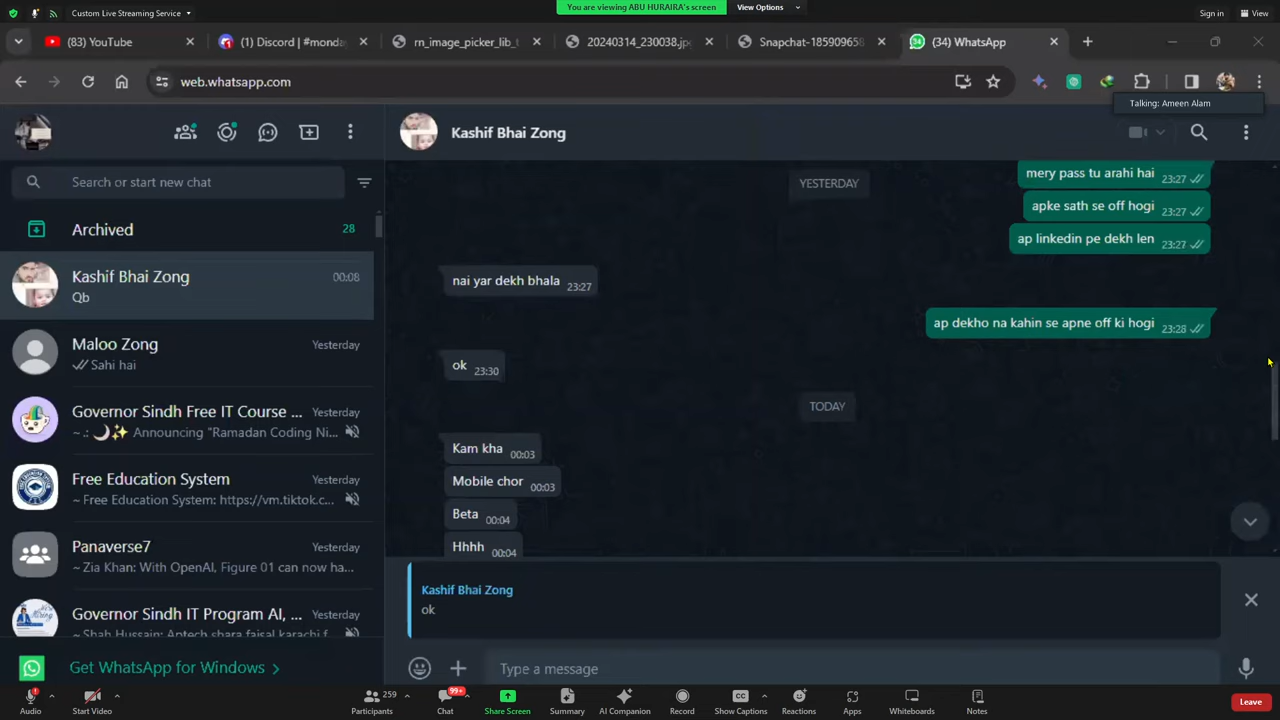 Custom Live Streaming Service
You are viewing ABU HURAIRA's screen
View Options
Sign in
View
(83) YouTube
(1) Discord | #mondz
rn_image_picker_lib_t
20240314_230038.jp
Snapchat-185909658
(34) WhatsApp
web.whatsapp.com
Talking: Ameen Alam
Kashif Bhai Zong
Search or start new chat
Archived
28
Kashif Bhai Zong
00:08
Qb
Maloo Zong
Yesterday
Sahi hai
Governor Sindh Free IT Course ...
Yesterday
~ .: Announcing "Ramadan Coding Ni...
Free Education System
Yesterday
~ Free Education System: https://vm.tiktok.c...
Panaverse7
Yesterday
~ Zia Khan: With OpenAI, Figure 01 can now ha...
Governor Sindh IT Program AI, ...
Yesterday
~ Shah Hussain: Aptech shara faisal karachi f...
Get WhatsApp for Windows
YESTERDAY
mery pass tu arahi hai 23:27
apke sath se off hogi 23:27
ap linkedin pe dekh len 23:27
nai yar dekh bhala 23:27
ap dekho na kahin se apne off ki hogi 23:28
ok 23:30
TODAY
Kam kha 00:03
Mobile chor 00:03
Beta 00:04
Hhhh 00:04
Kashif Bhai Zong
ok
Type a message
Audio
Start Video
Participants
259
Chat
99+
Share Screen
Summary
AI Companion
Record
Show Captions
Reactions
Apps
Whiteboards
Notes
Leave